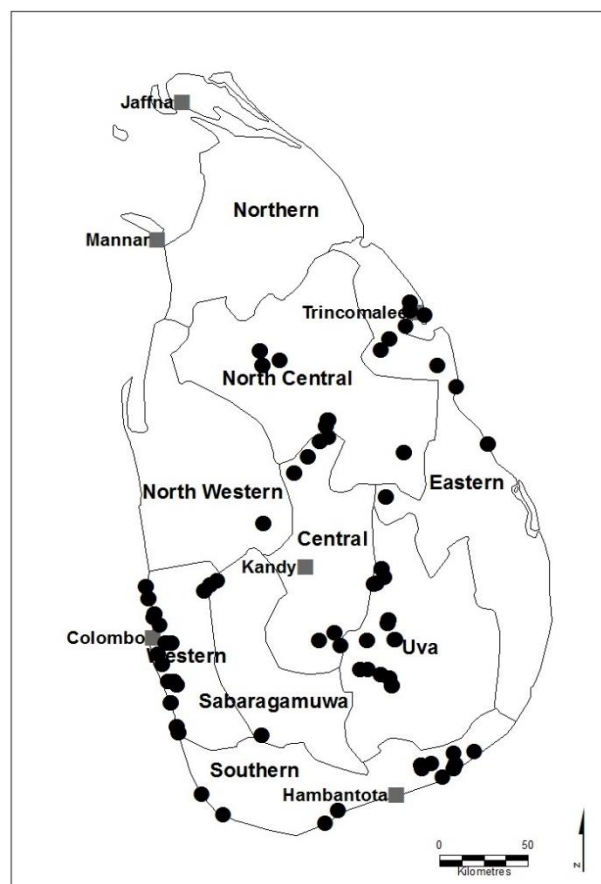 Jaffna
Northern
Mannar
Trincomalee
North Central
North Western
Eastern
Central
Kandy
Colombo
Western
Uva
Sabaragamuwa
Southern
Hambantota
0 50
Kilometres
N